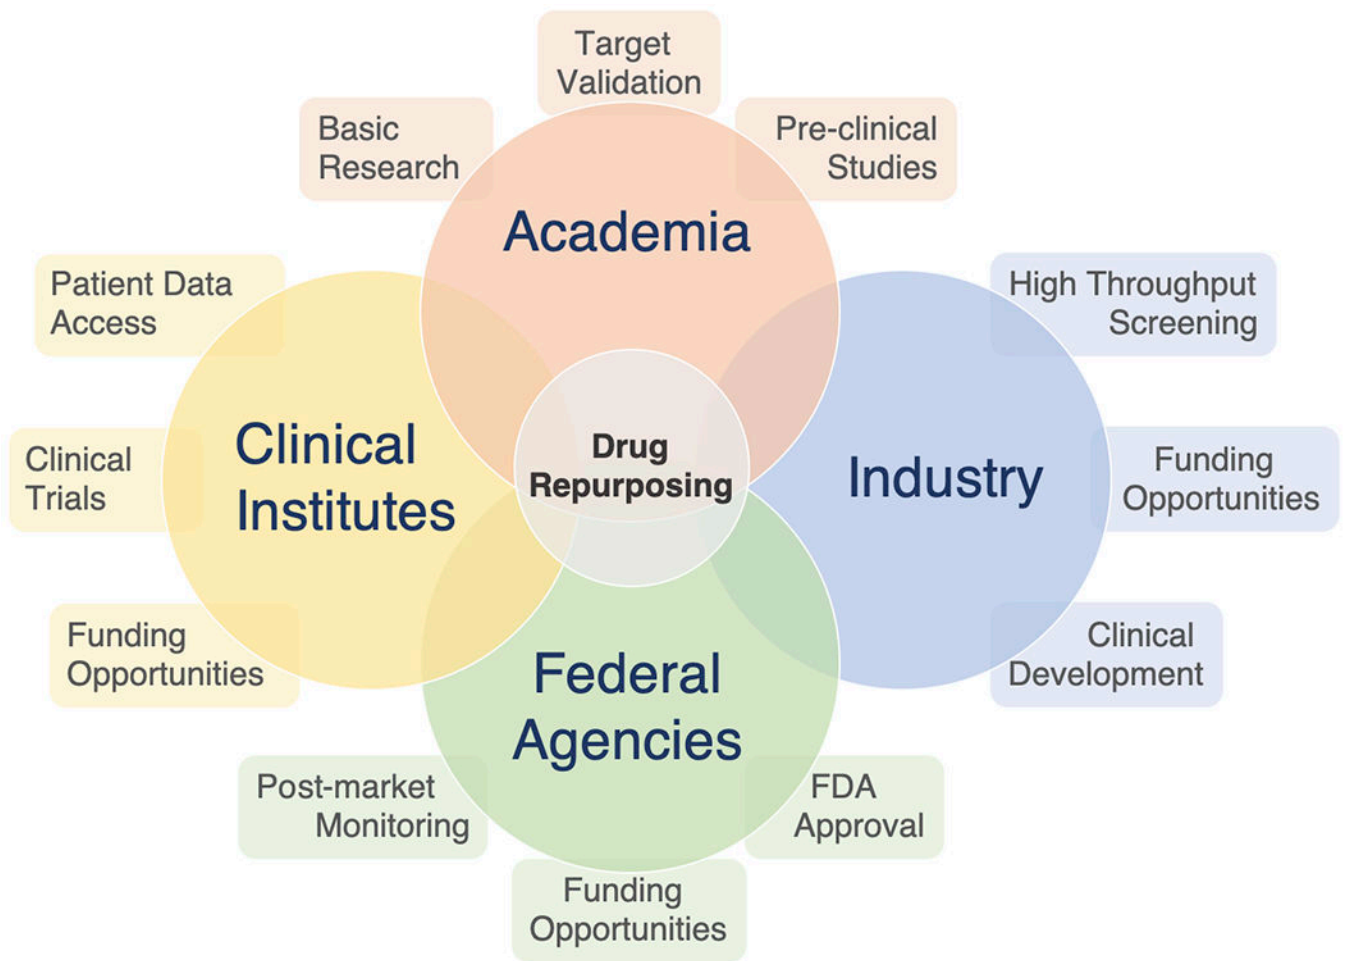 Target
Validation
Basic
Research
Pre-clinical
Studies
Academia
Patient Data
Access
High Throughput
Screening
Clinical
Institutes
Drug
Repurposing
Industry
Clinical
Trials
Funding
Opportunities
Funding
Opportunities
Clinical
Development
Federal
Agencies
Post-market
Monitoring
FDA
Approval
Funding
Opportunities